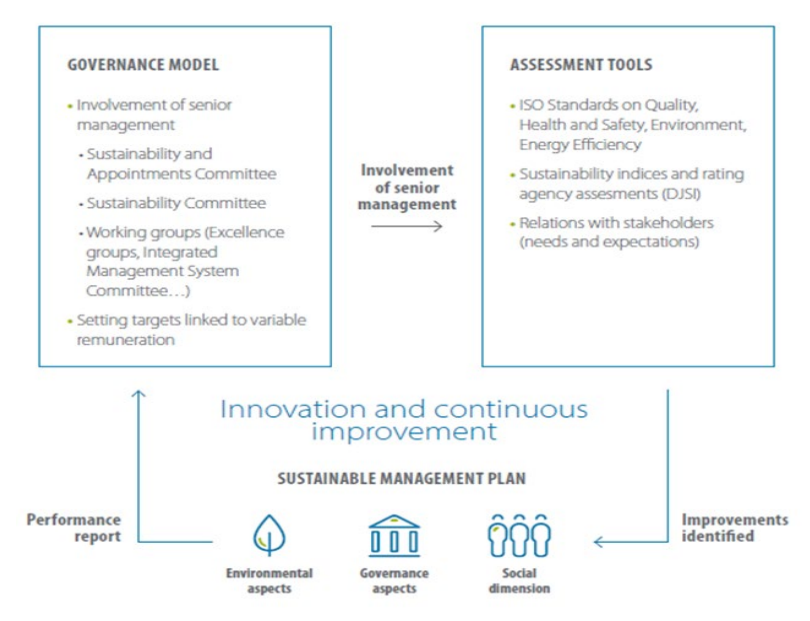 GOVERNANCE MODEL
• Involvement of senior
management
• Sustainability and
Appointments Committee
• Sustainability Committee
• Working groups (Excellence
groups, Integrated
Management System
Committee...)
• Setting targets linked to variable
remuneration
Involvement
of senior
management
ASSESSMENT TOOLS
• ISO Standards on Quality,
Health and Safety, Environment,
Energy Efficiency
• Sustainability indices and rating
agency assesments (DJSI)
• Relations with stakeholders
(needs and expectations)
Innovation and continuous
improvement
SUSTAINABLE MANAGEMENT PLAN
Performance
report
Environmental
aspects
Governance
aspects
Social
dimension
Improvements
identified